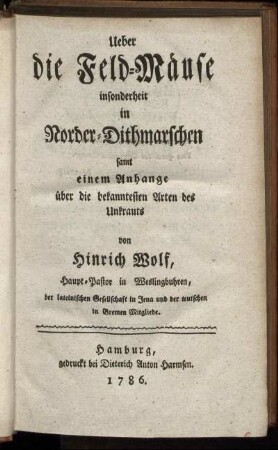 Ueber
die Feld-Mäuse
insonderheit
in
Norder-Dithmarschen
samt
einem Anhange
über die bekanntesten Arten des
Unkrauts
von
Hinrich Wolf,
Haupt-Pastor in Weslingbuhren,
der lateinischen Gesellschaft in Jena und der teutschen
in Bremen Mitgliede.
Hamburg,
gedruckt bei Dieterich Anton Harmsen.
1786.